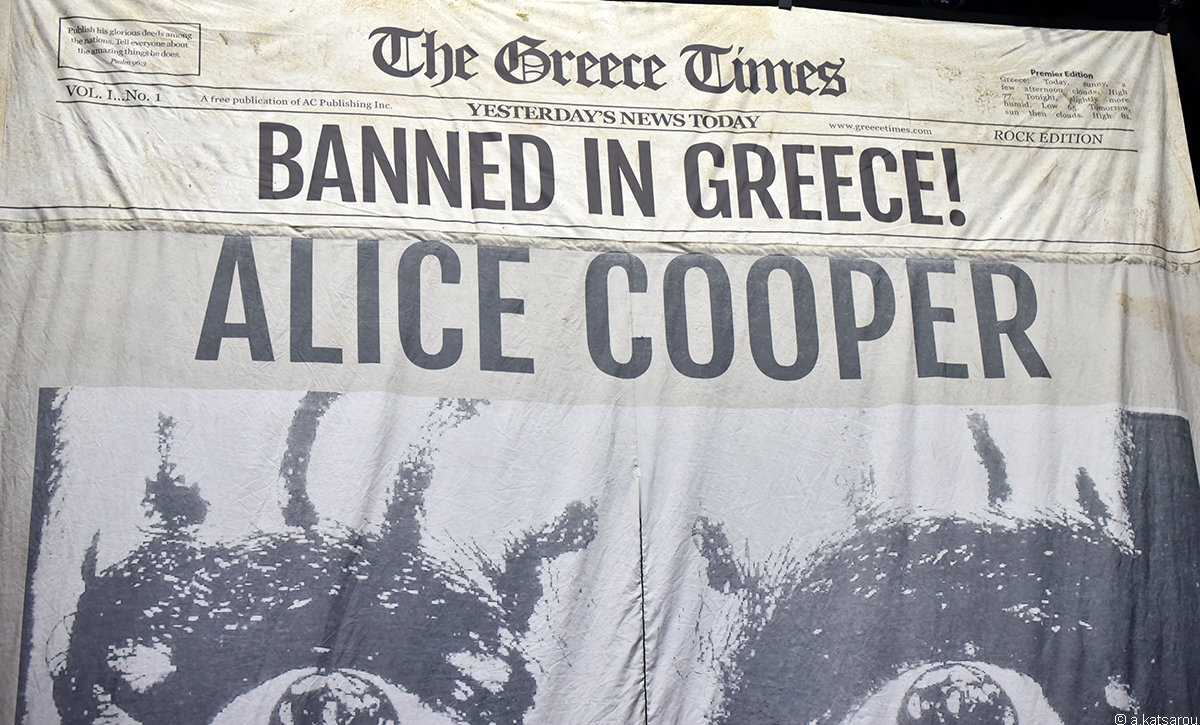 Publish his glorious deeds among
the nations. Tell everyone about
the amazing things he does.
Psalm 96:3
The Greece Times
Premier Edition
Greece: Today, sunny, a
few afternoon clouds. High
77. Tonight, slightly more
humid. Low 65. Tomorrow,
sun then clouds. High 81.
VOL. I...No. 1
A free publication of AC Publishing Inc.
YESTERDAY'S NEWS TODAY
www.greecetimes.com
ROCK EDITION
BANNED IN GREECE!
ALICE COOPER
© a.katsarou